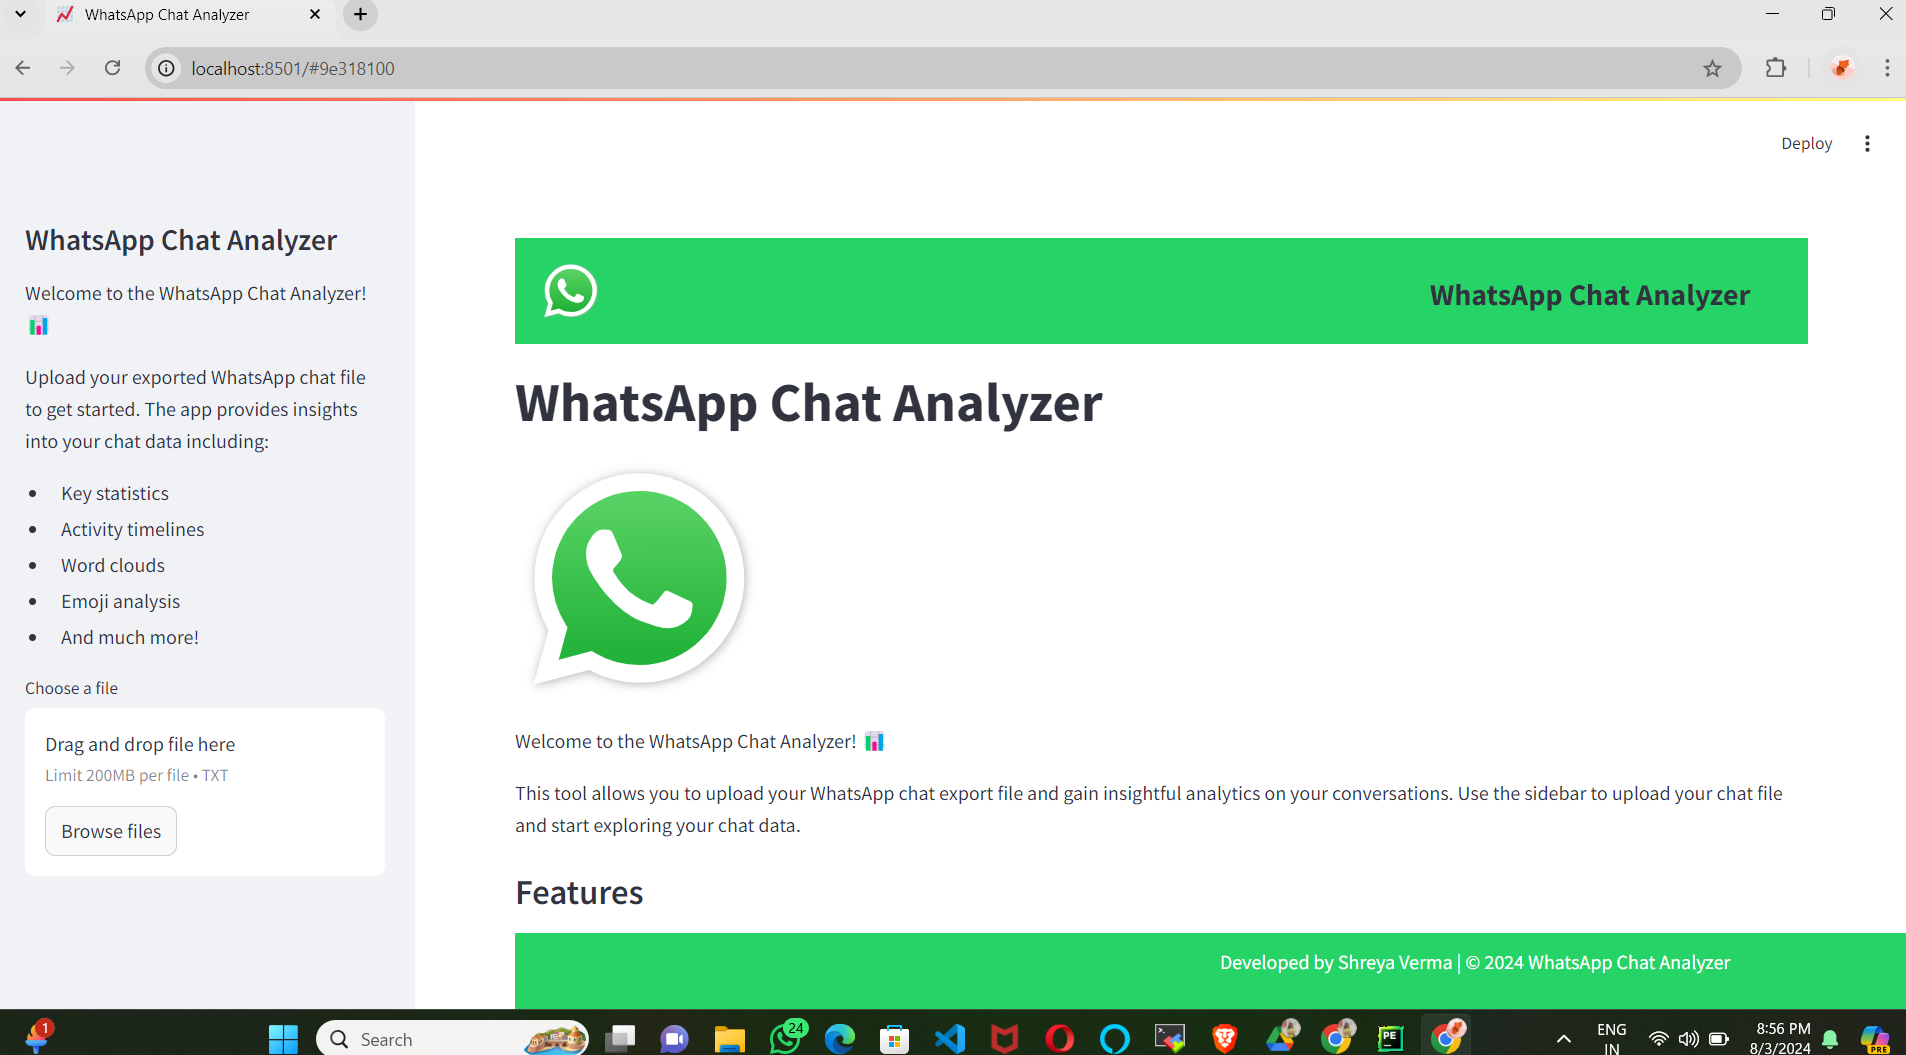 WhatsApp Chat Analyzer
localhost:8501/#9e318100
Deploy
WhatsApp Chat Analyzer
Welcome to the WhatsApp Chat Analyzer!
📊
Upload your exported WhatsApp chat file
to get started. The app provides insights
into your chat data including:
• Key statistics
• Activity timelines
• Word clouds
• Emoji analysis
• And much more!
Choose a file
Drag and drop file here
Limit 200MB per file • TXT
Browse files
WhatsApp Chat Analyzer
WhatsApp Chat Analyzer
Welcome to the WhatsApp Chat Analyzer! 📊
This tool allows you to upload your WhatsApp chat export file and gain insightful analytics on your conversations. Use the sidebar to upload your chat file
and start exploring your chat data.
Features
Developed by Shreya Verma | © 2024 WhatsApp Chat Analyzer
1
Search
24
PE
ENG
IN
8:56 PM
8/3/2024
PRE